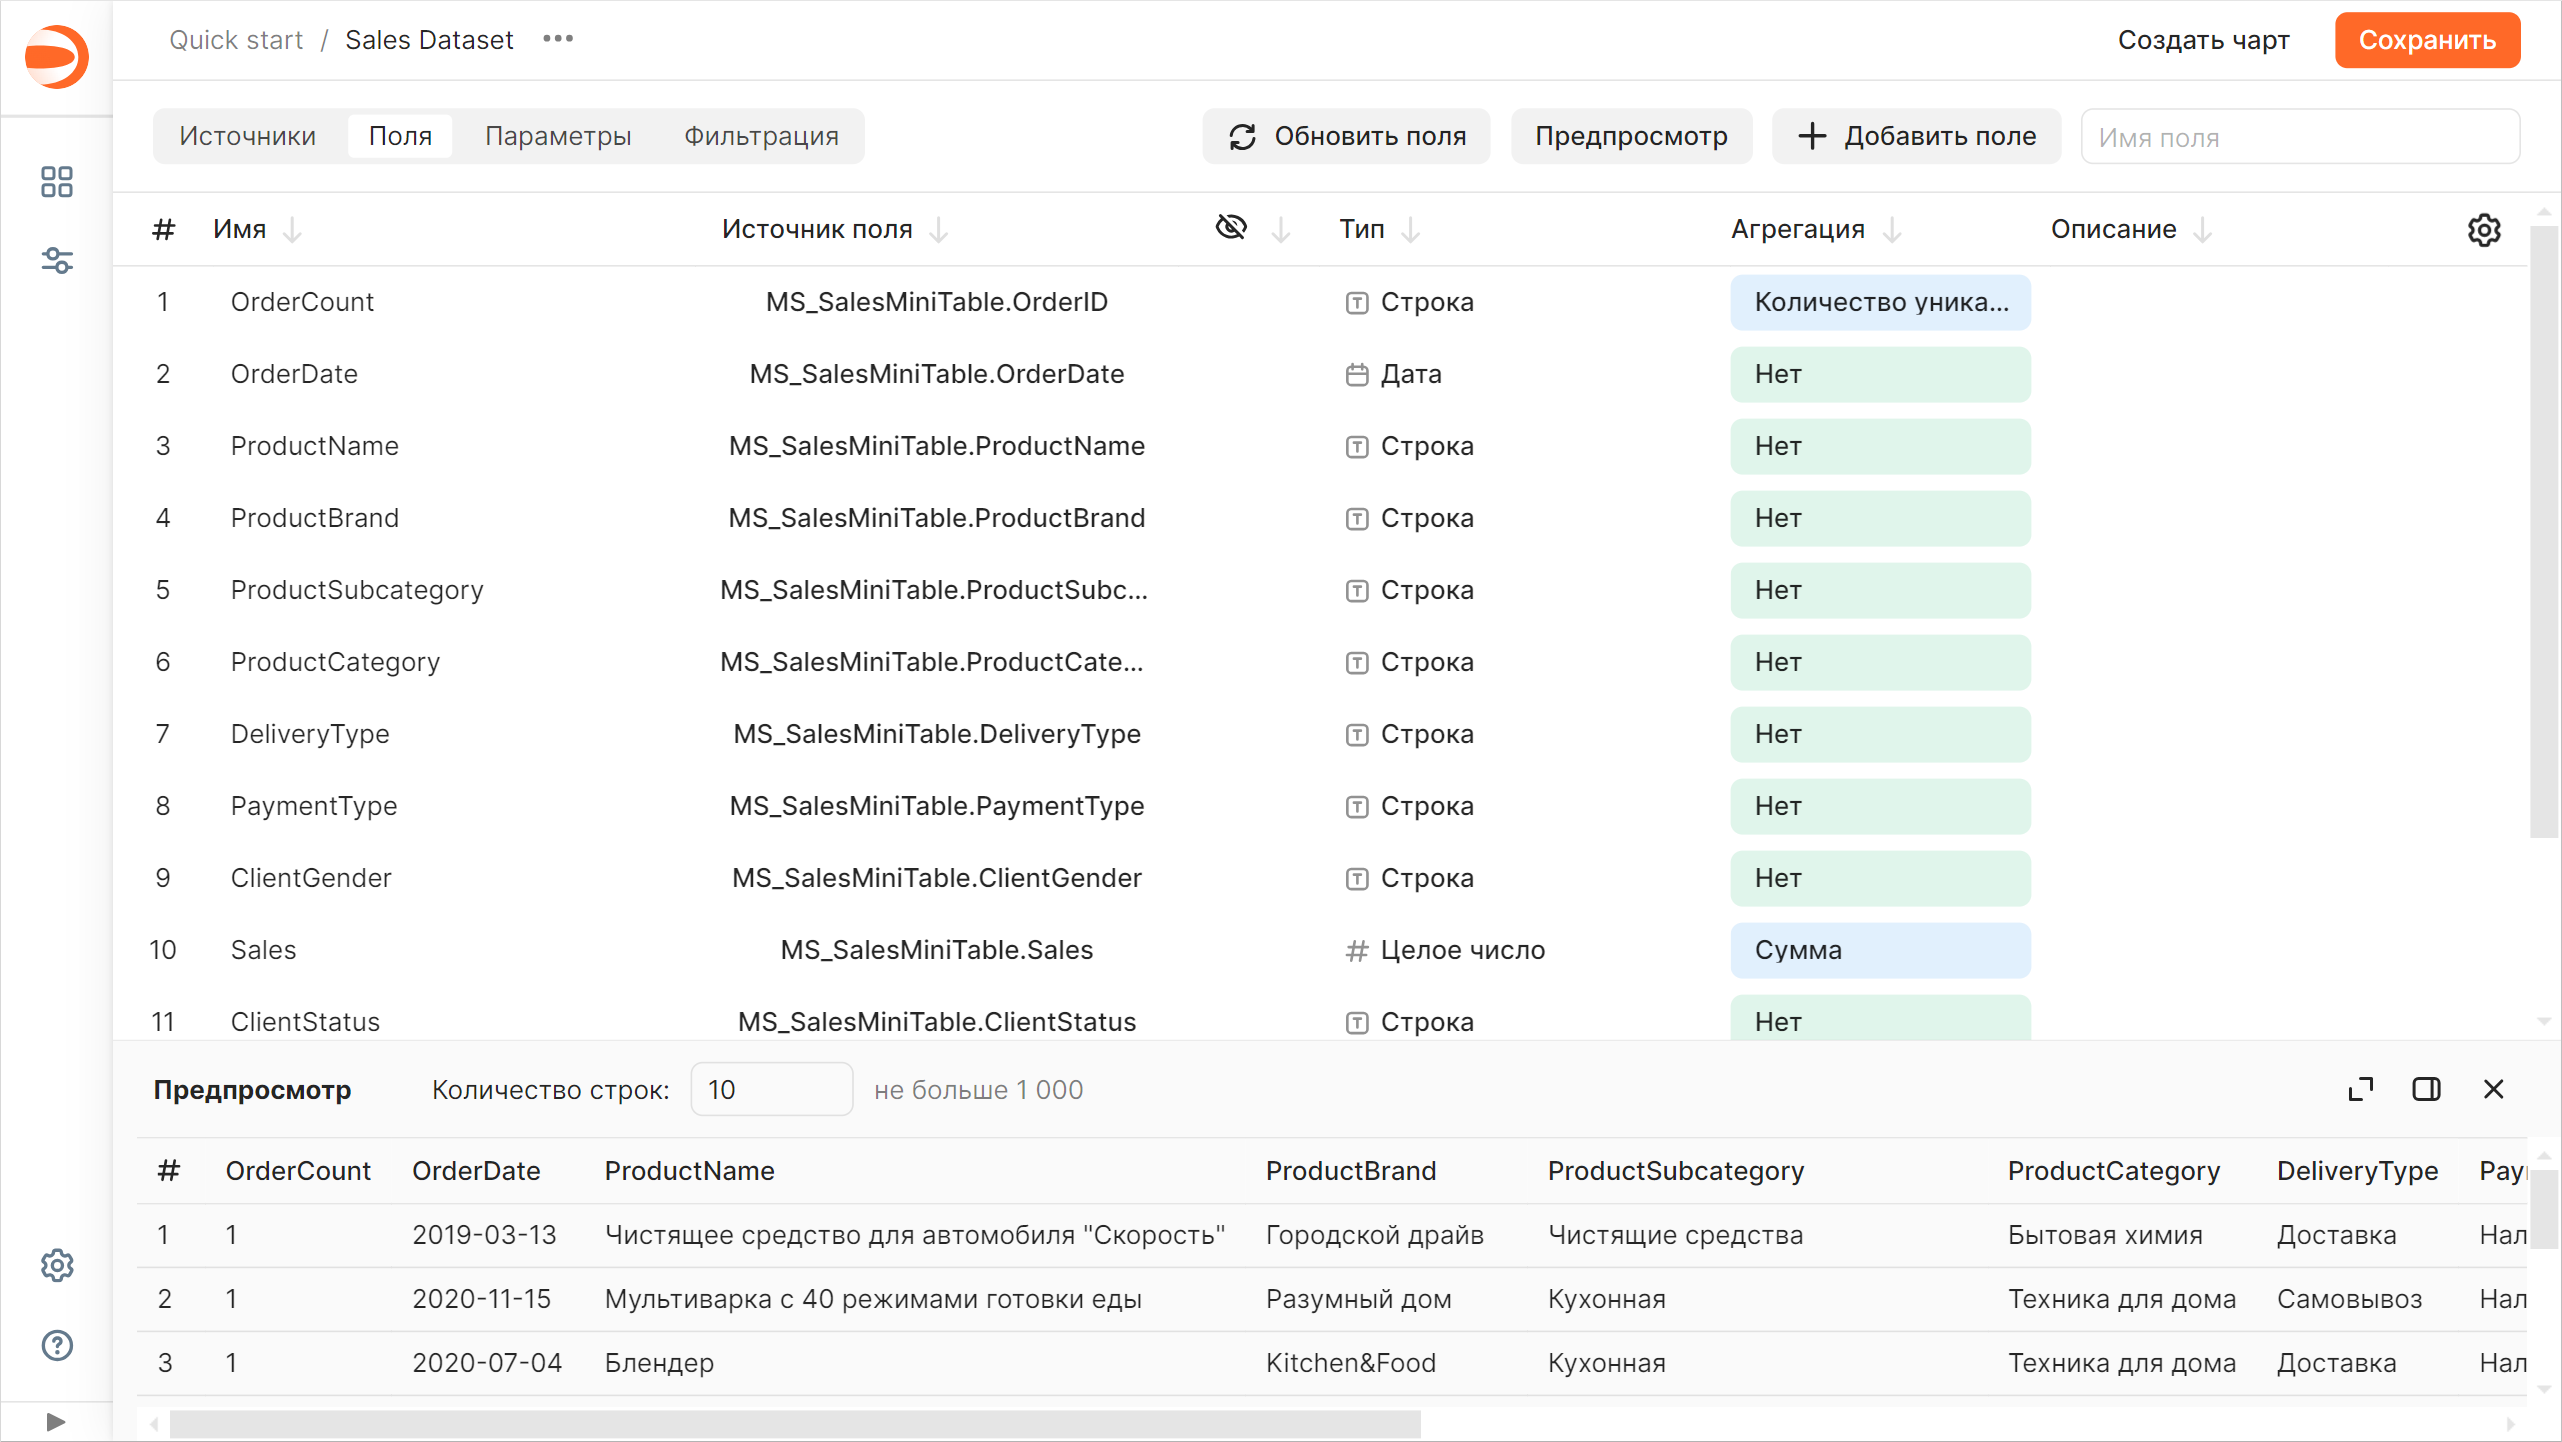 Quick start / Sales Dataset •••
Создать чарт
Сохранить
Источники Поля Параметры Фильтрация
Обновить поля
Предпросмотр
Добавить поле
Имя поля
# Имя Источник поля Тип Агрегация Описание
1 OrderCount MS_SalesMiniTable.OrderID Строка Количество уника...
2 OrderDate MS_SalesMiniTable.OrderDate Дата Нет
3 ProductName MS_SalesMiniTable.ProductName Строка Нет
4 ProductBrand MS_SalesMiniTable.ProductBrand Строка Нет
5 ProductSubcategory MS_SalesMiniTable.ProductSubc... Строка Нет
6 ProductCategory MS_SalesMiniTable.ProductCate... Строка Нет
7 DeliveryType MS_SalesMiniTable.DeliveryType Строка Нет
8 PaymentType MS_SalesMiniTable.PaymentType Строка Нет
9 ClientGender MS_SalesMiniTable.ClientGender Строка Нет
10 Sales MS_SalesMiniTable.Sales # Целое число Сумма
11 ClientStatus MS_SalesMiniTable.ClientStatus Строка Нет
Предпросмотр Количество строк: 10 не больше 1 000
# OrderCount OrderDate ProductName ProductBrand ProductSubcategory ProductCategory DeliveryType Pay
1 1 2019-03-13 Чистящее средство для автомобиля "Скорость" Городской драйв Чистящие средства Бытовая химия Доставка Нал
2 1 2020-11-15 Мультиварка с 40 режимами готовки еды Разумный дом Кухонная Техника для дома Самовывоз Нал
3 1 2020-07-04 Блендер Kitchen&Food Кухонная Техника для дома Доставка Нал